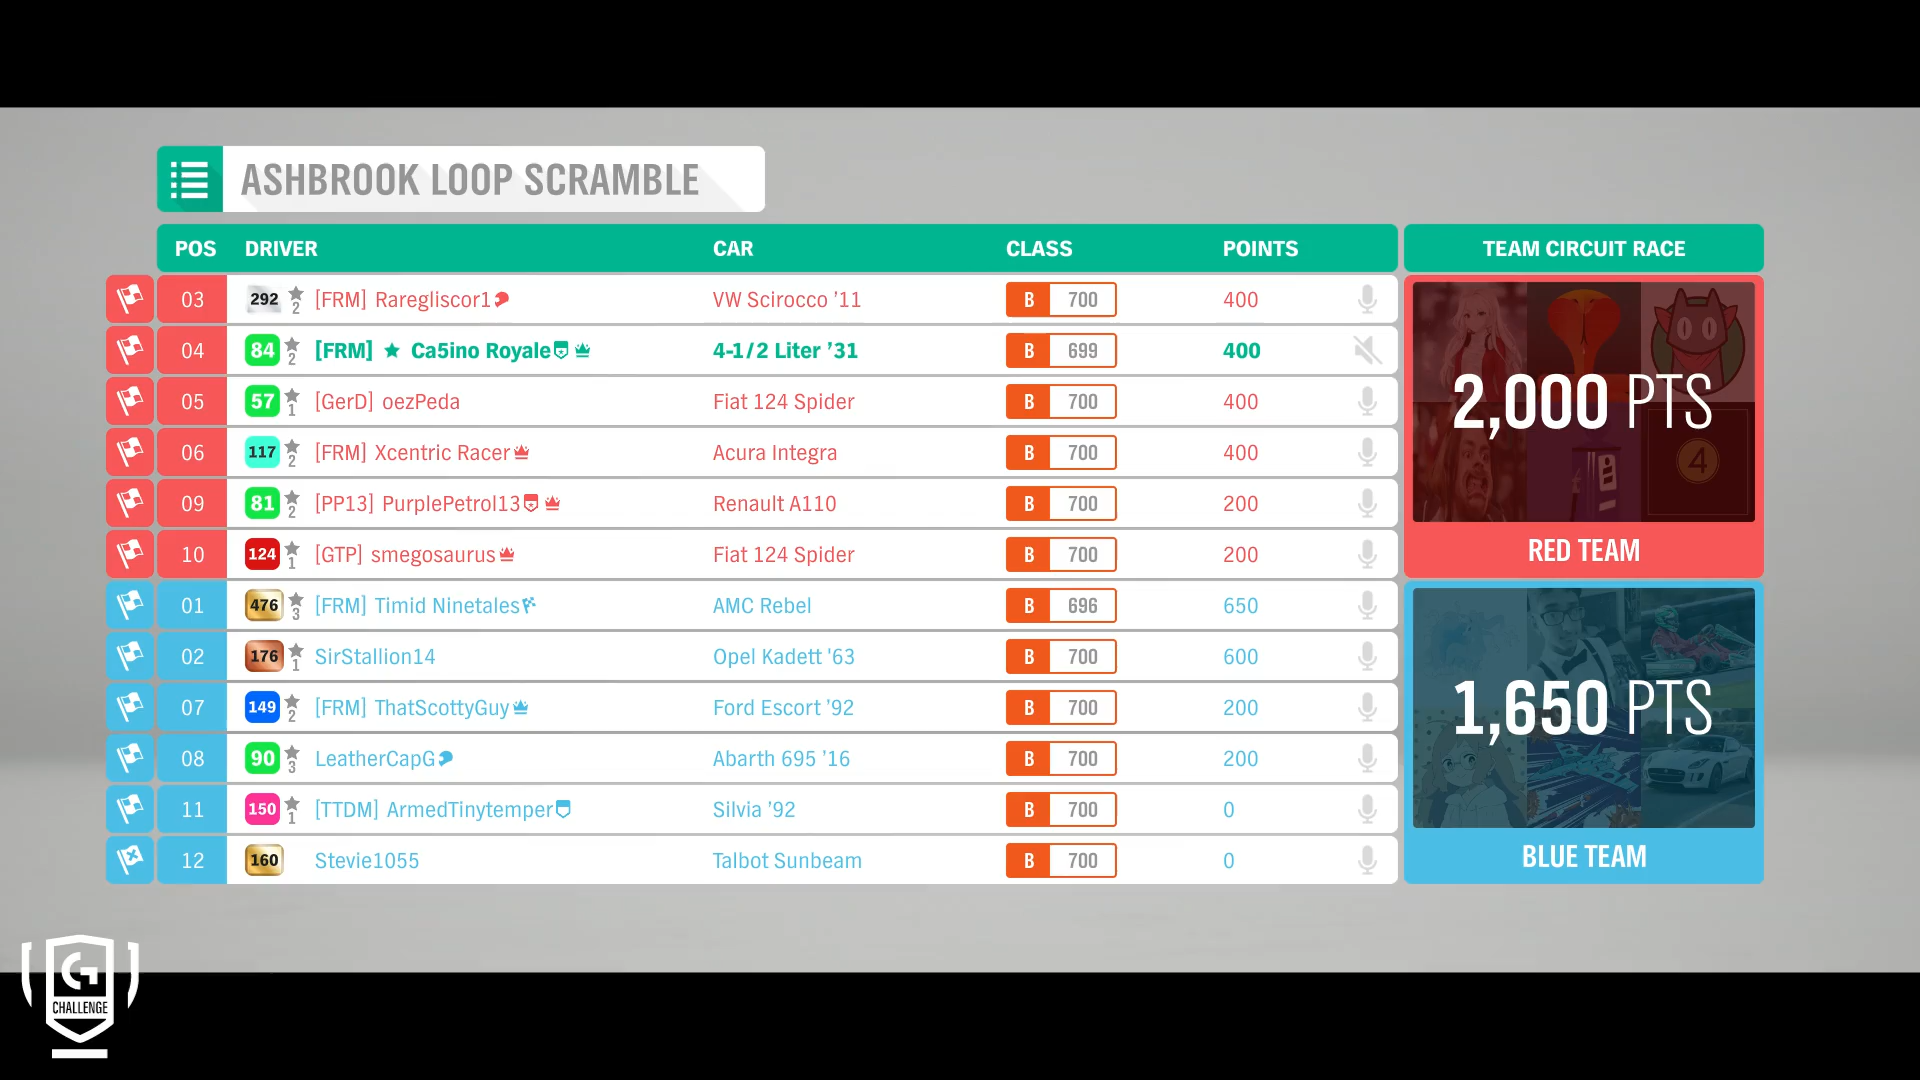 ASHBROOK LOOP SCRAMBLE
POS DRIVER CAR CLASS POINTS TEAM CIRCUIT RACE
03 292 2 [FRM] Raregliscor1 VW Scirocco ’11 B 700 400
04 84 2 [FRM] ★ Ca5ino Royale 4-1/2 Liter ’31 B 699 400
05 57 1 [GerD] oezPeda Fiat 124 Spider B 700 400
06 117 2 [FRM] Xcentric Racer Acura Integra B 700 400
09 81 2 [PP13] PurplePetrol13 Renault A110 B 700 200
10 124 1 [GTP] smegosaurus Fiat 124 Spider B 700 200
2,000 PTS
4
RED TEAM
01 476 3 [FRM] Timid Ninetales AMC Rebel B 696 650
02 176 1 SirStallion14 Opel Kadett '63 B 700 600
07 149 2 [FRM] ThatScottyGuy Ford Escort ’92 B 700 200
08 90 3 LeatherCapG Abarth 695 ’16 B 700 200
11 150 1 [TTDM] ArmedTinytemper Silvia ’92 B 700 0
12 160 Stevie1055 Talbot Sunbeam B 700 0
1,650 PTS
BLUE TEAM
G
CHALLENGE